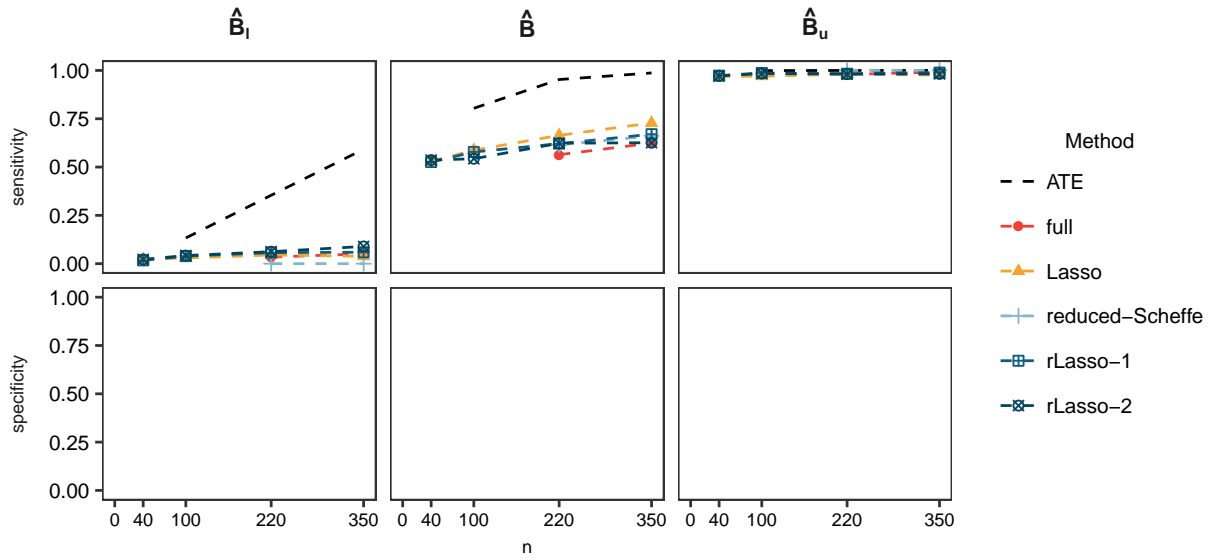 B̂ₗ
B̂
B̂ᵤ
sensitivity
1.00
0.75
0.50
0.25
0.00
specificity
1.00
0.75
0.50
0.25
0.00
0 40 100 220 350
0 40 100 220 350
0 40 100 220 350
n
Method
ATE
full
Lasso
reduced−Scheffe
rLasso−1
rLasso−2